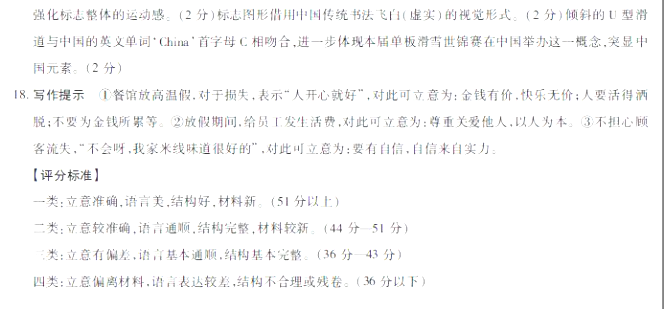 强化标志整体的运动感。(2分)标志图形借用中国传统书法飞白(虚实)的视觉形式。(2分)倾斜的U型滑
道与中国的英文单词‘China’首字母C相吻合,进一步体现本届单板滑雪世锦赛在中国举办这一概念,突显中
国元素。(2分)
18. 写作提示 ①餐馆放高温假,对于损失,表示“人开心就好”,对此可立意为:金钱有价,快乐无价;人要活得洒
脱;不要为金钱所累等。②放假期间,给员工发生活费,对此可立意为:尊重关爱他人,以人为本。③不担心顾
客流失,“不会呀,我家米线味道很好的”,对此可立意为:要有自信,自信来自实力。
【评分标准】
一类:立意准确,语言美,结构好,材料新。(51分以上)
二类:立意较准确,语言通顺,结构完整,材料较新。(44分—51分)
三类:立意有偏差,语言基本通顺,结构基本完整。(36分—43分)
四类:立意偏离材料,语言表达较差,结构不合理或残卷。(36分以下)